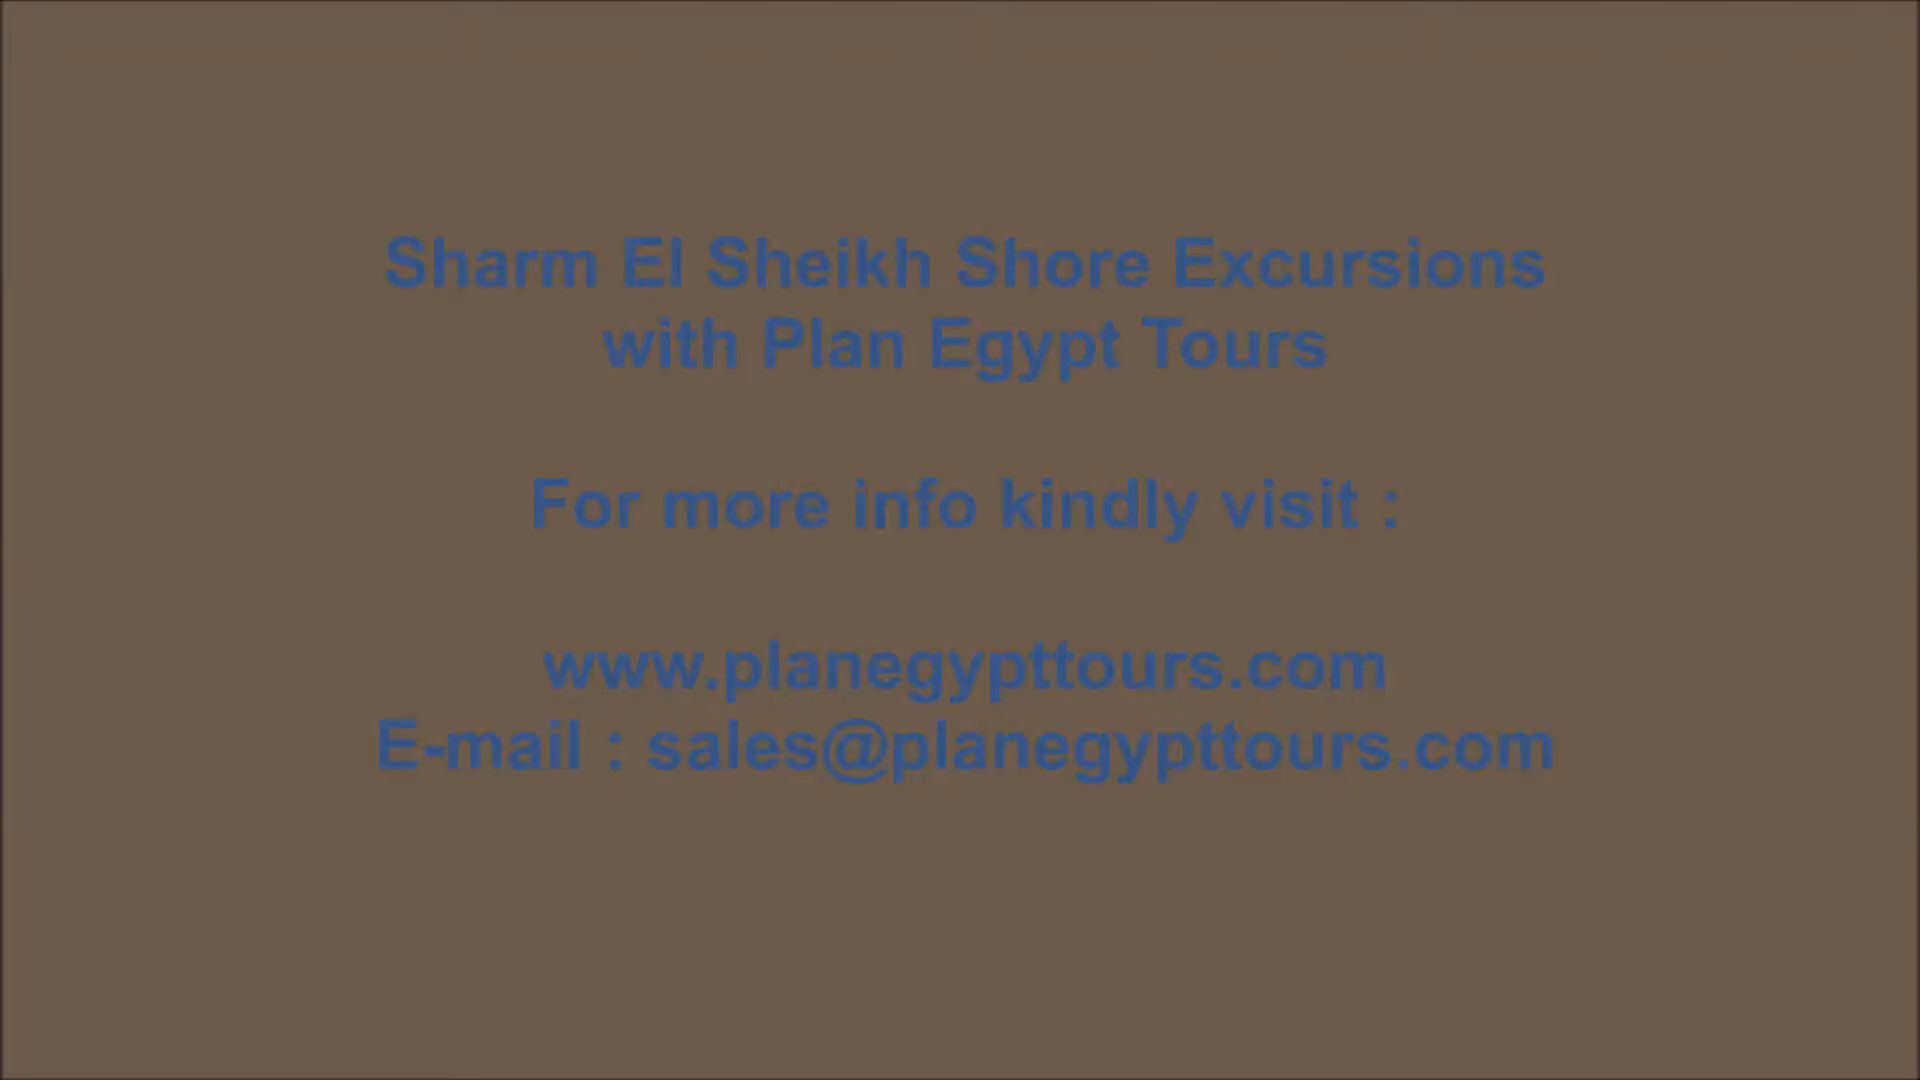 Sharm El Sheikh Shore Excursions
with Plan Egypt Tours
For more info kindly visit :
www.planegypttours.com
E-mail : sales@planegypttours.com